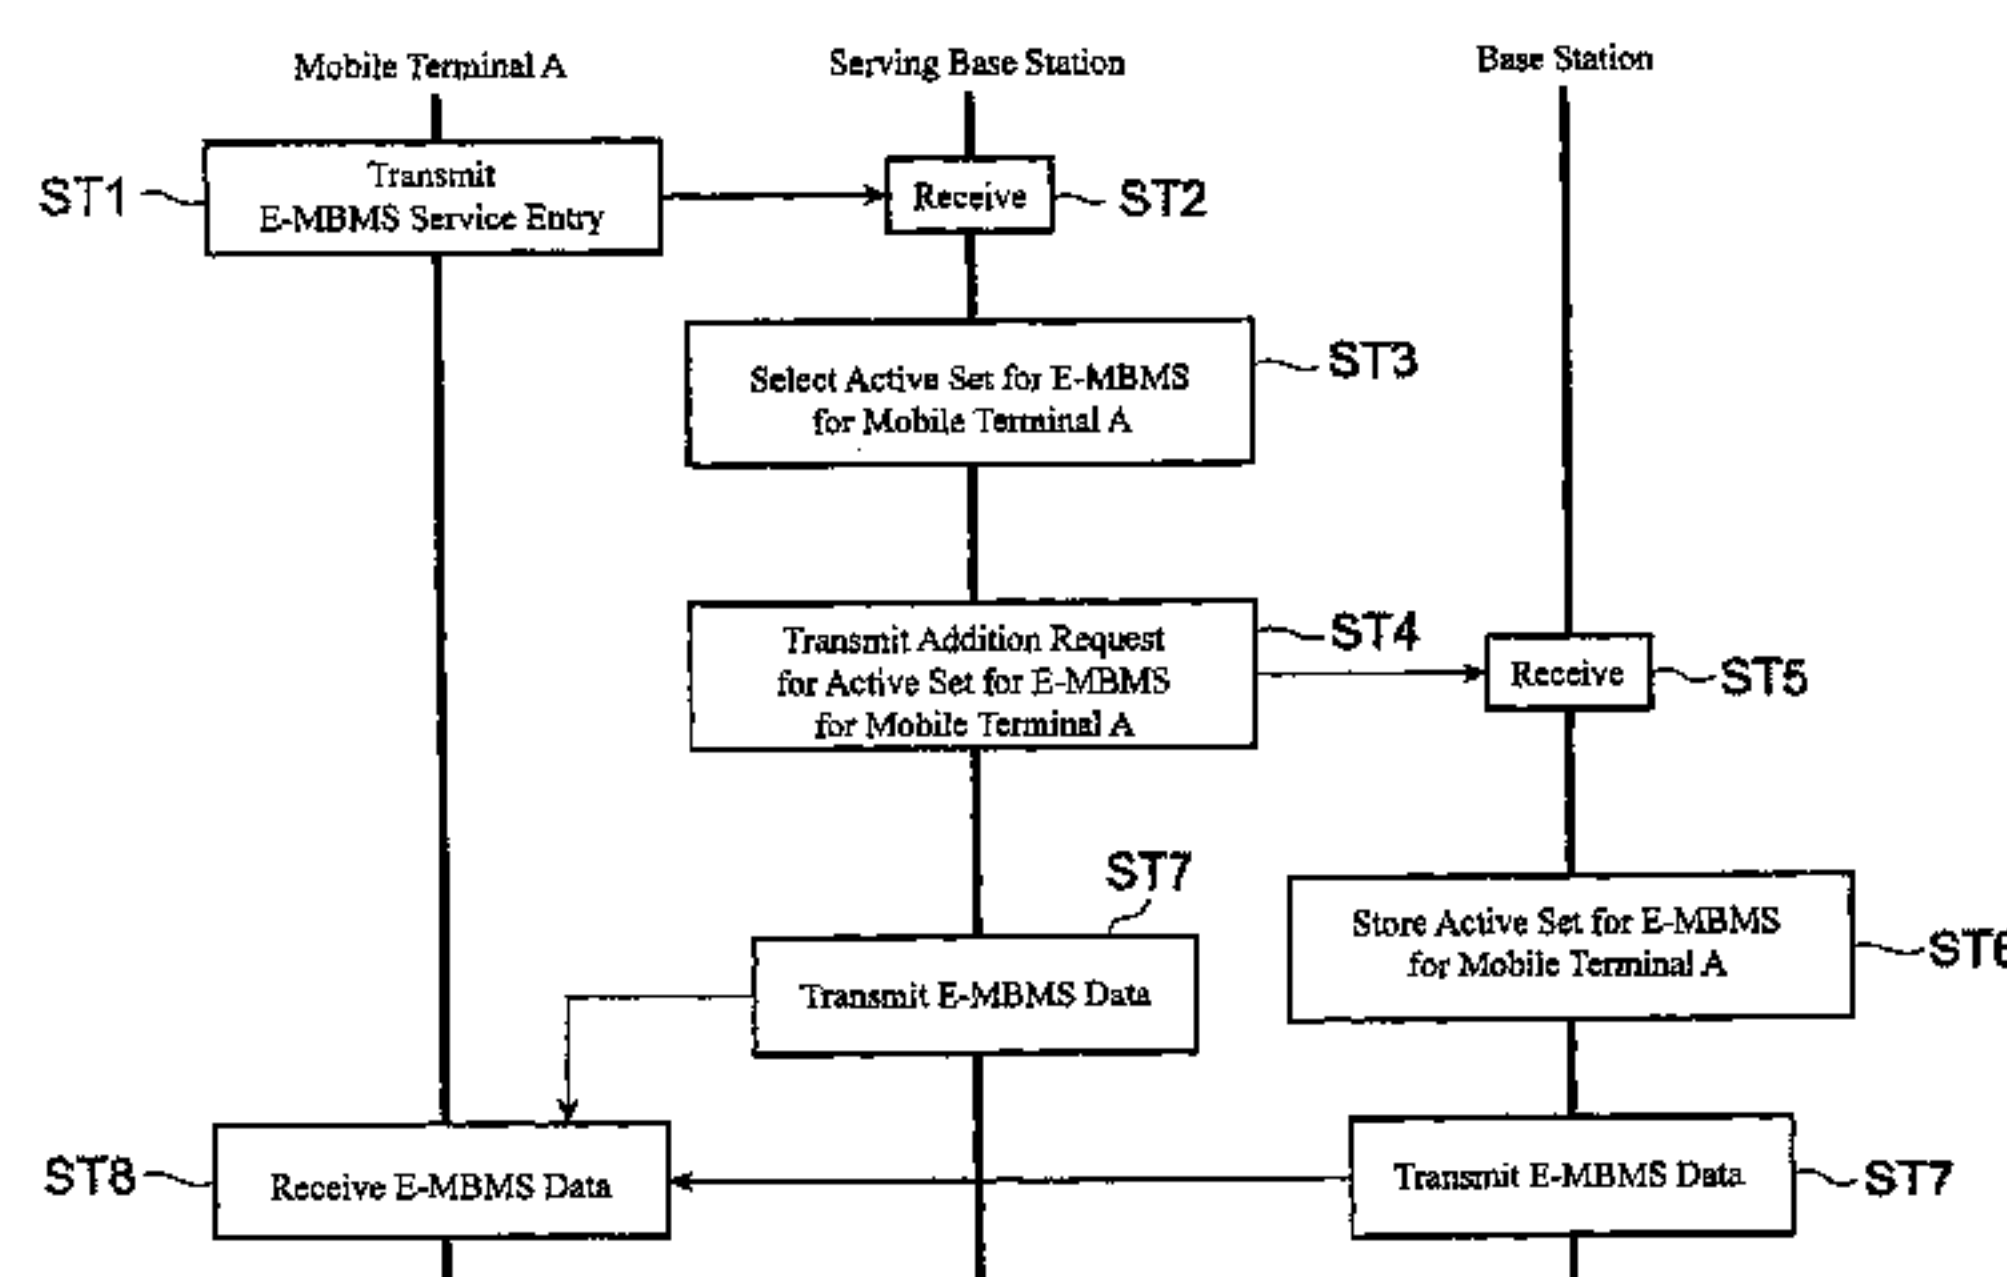 Mobile Terminal A
Serving Base Station
Base Station
ST1
Transmit
E-MBMS Service Entry
Receive
ST2
Select Active Set for E-MBMS
for Mobile Terminal A
ST3
Transmit Addition Request
for Active Set for E-MBMS
for Mobile Terminal A
ST4
Receive
ST5
ST7
Transmit E-MBMS Data
Store Active Set for E-MBMS
for Mobile Terminal A
ST6
ST8
Receive E-MBMS Data
Transmit E-MBMS Data
ST7